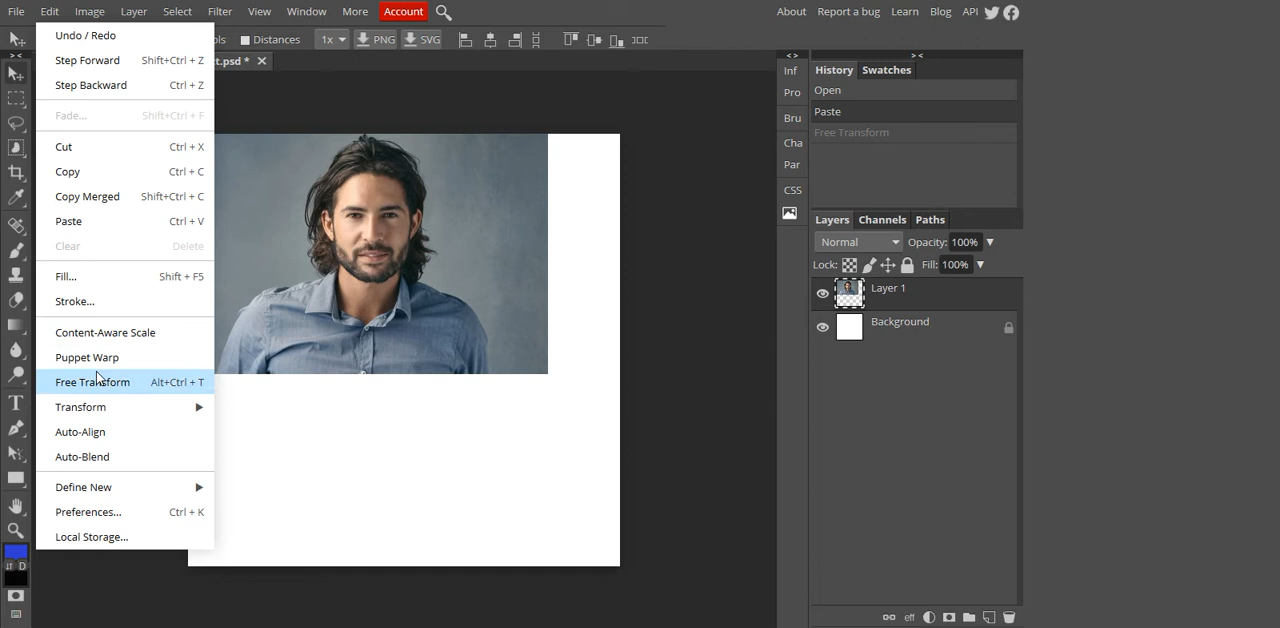 File Edit Image Layer Select Filter View Window More Account About Report a bug Learn Blog API
ols Distances 1x PNG SVG
t.psd *
Undo / Redo
Step Forward Shift+Ctrl + Z
Step Backward Ctrl + Z
Fade... Shift+Ctrl + F
Cut Ctrl + X
Copy Ctrl + C
Copy Merged Shift+Ctrl + C
Paste Ctrl + V
Clear Delete
Fill... Shift + F5
Stroke...
Content-Aware Scale
Puppet Warp
Free Transform Alt+Ctrl + T
Transform
Auto-Align
Auto-Blend
Define New
Preferences... Ctrl + K
Local Storage...
D
Inf
Pro
Bru
Cha
Par
CSS
History Swatches
Open
Paste
Free Transform
Layers Channels Paths
Normal Opacity: 100%
Lock: Fill: 100%
Layer 1
Background
eff